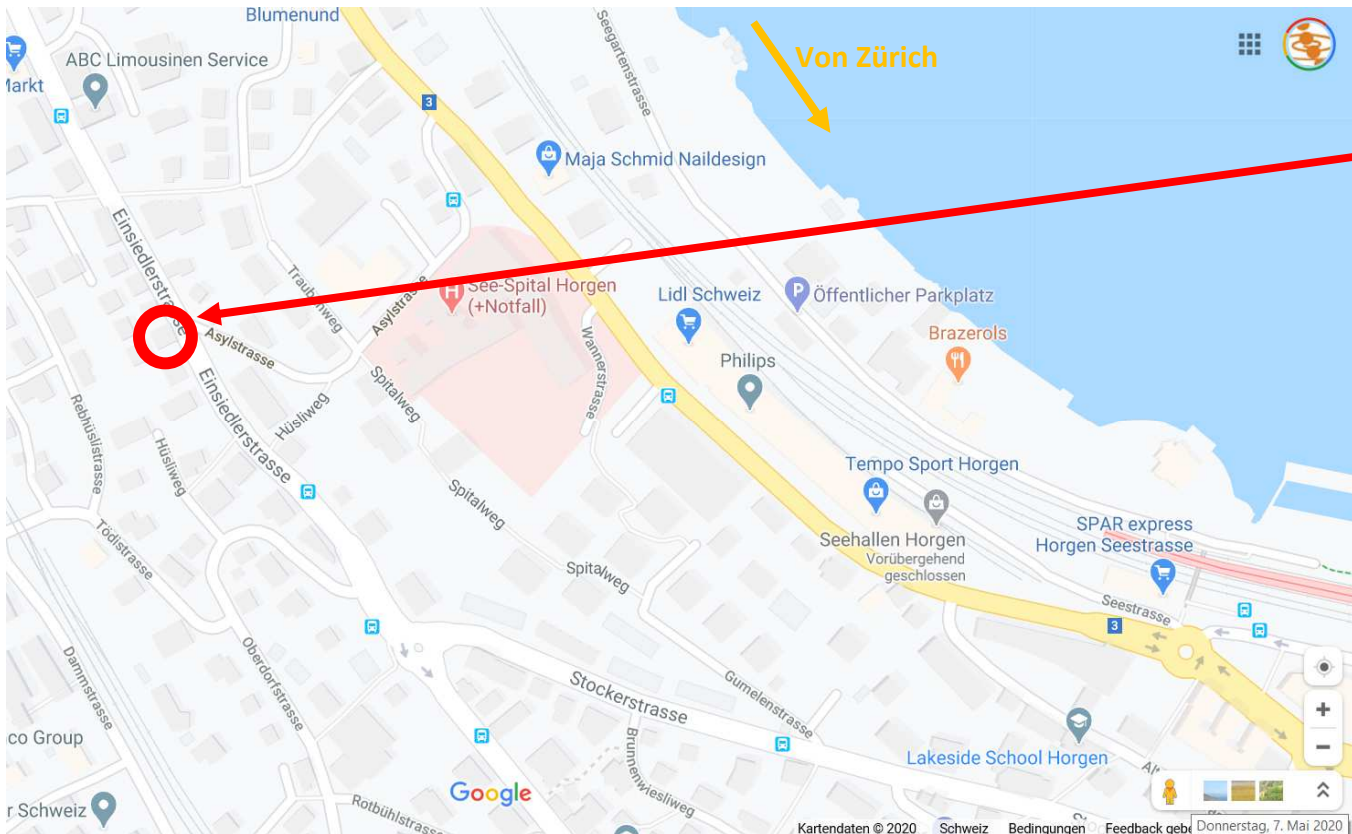 Blumenund
ABC Limousinen Service
Markt
Seegartenstrasse
Von Zürich
3
Maja Schmid Naildesign
Einsiedlerstrasse
Traubenweg
Asylstrasse
H
See-Spital Horgen
(+Notfall)
Lidl Schweiz
P
Öffentlicher Parkplatz
Wannerstrasse
Brazerols
Asylstrasse
Philips
Rebhüslistrasse
Einsiedlerstrasse
Hüsliweg
Spitalweg
Hüsliweg
Tempo Sport Horgen
Spitalweg
Seehallen Horgen
Vorübergehend
geschlossen
SPAR express
Horgen Seestrasse
Tödistrasse
Spitalweg
Seestrasse
3
Dammstrasse
Oberdorfstrasse
Stockerstrasse
Gumelenstrasse
co Group
Brunnenwiesliweg
Lakeside School Horgen
Google
r Schweiz
Rotbühlstrasse
Kartendaten © 2020 Schweiz Bedingungen Feedback geb
Donnerstag, 7. Mai 2020